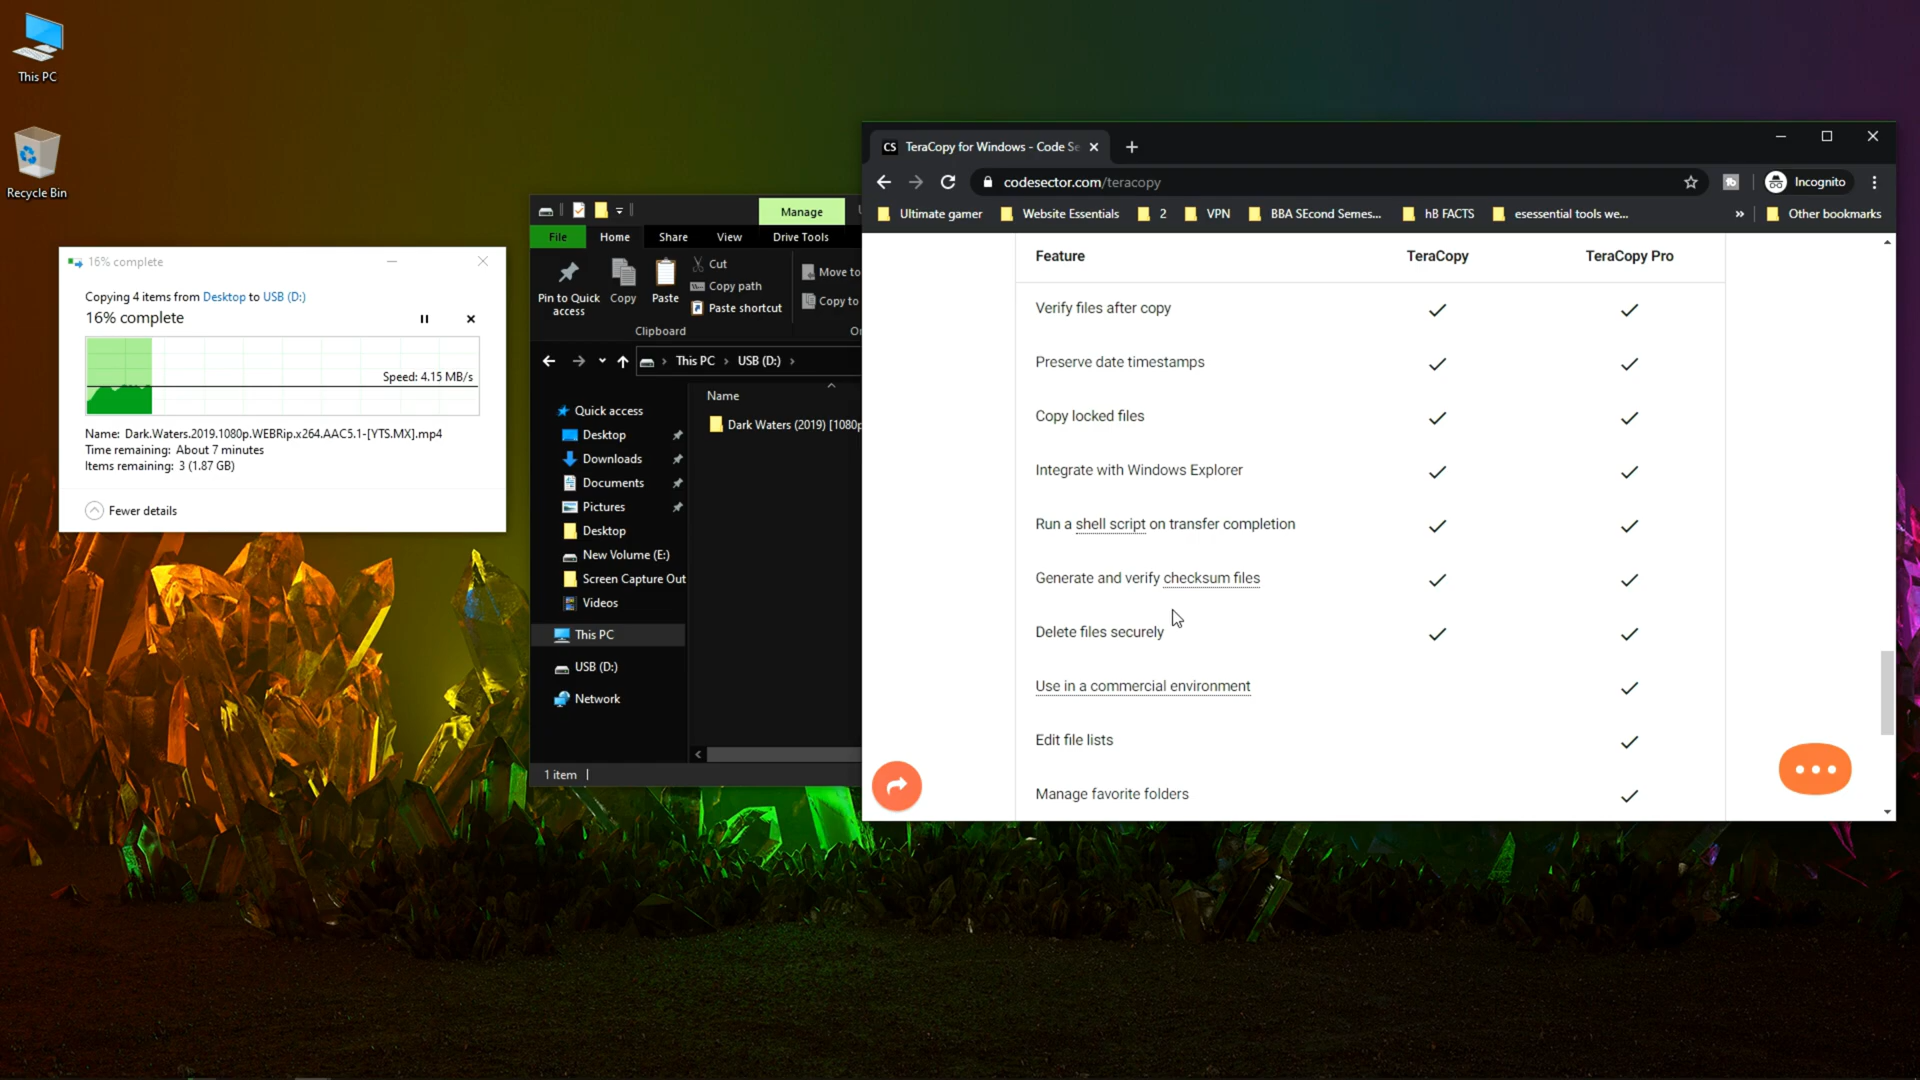 This PC
Recycle Bin
16% complete
Copying 4 items from Desktop to USB (D:)
16% complete
Speed: 4.15 MB/s
Name: Dark.Waters.2019.1080p.WEBRip.x264.AAC5.1-[YTS.MX].mp4
Time remaining: About 7 minutes
Items remaining: 3 (1.87 GB)
Fewer details
Manage
File Home Share View Drive Tools
Pin to Quick access
Copy
Paste
Cut
Copy path
Paste shortcut
Move to
Copy to
Clipboard
This PC › USB (D:) ›
Name
Dark Waters (2019) [1080p
Quick access
Desktop
Downloads
Documents
Pictures
Desktop
New Volume (E:)
Screen Capture Out
Videos
This PC
USB (D:)
Network
1 item
CS TeraCopy for Windows - Code Se
codesector.com/teracopy
Incognito
Ultimate gamer Website Essentials 2 VPN BBA SEcond Semes... hB FACTS esessential tools we... » Other bookmarks
Feature TeraCopy TeraCopy Pro
Verify files after copy
Preserve date timestamps
Copy locked files
Integrate with Windows Explorer
Run a shell script on transfer completion
Generate and verify checksum files
Delete files securely
Use in a commercial environment
Edit file lists
Manage favorite folders